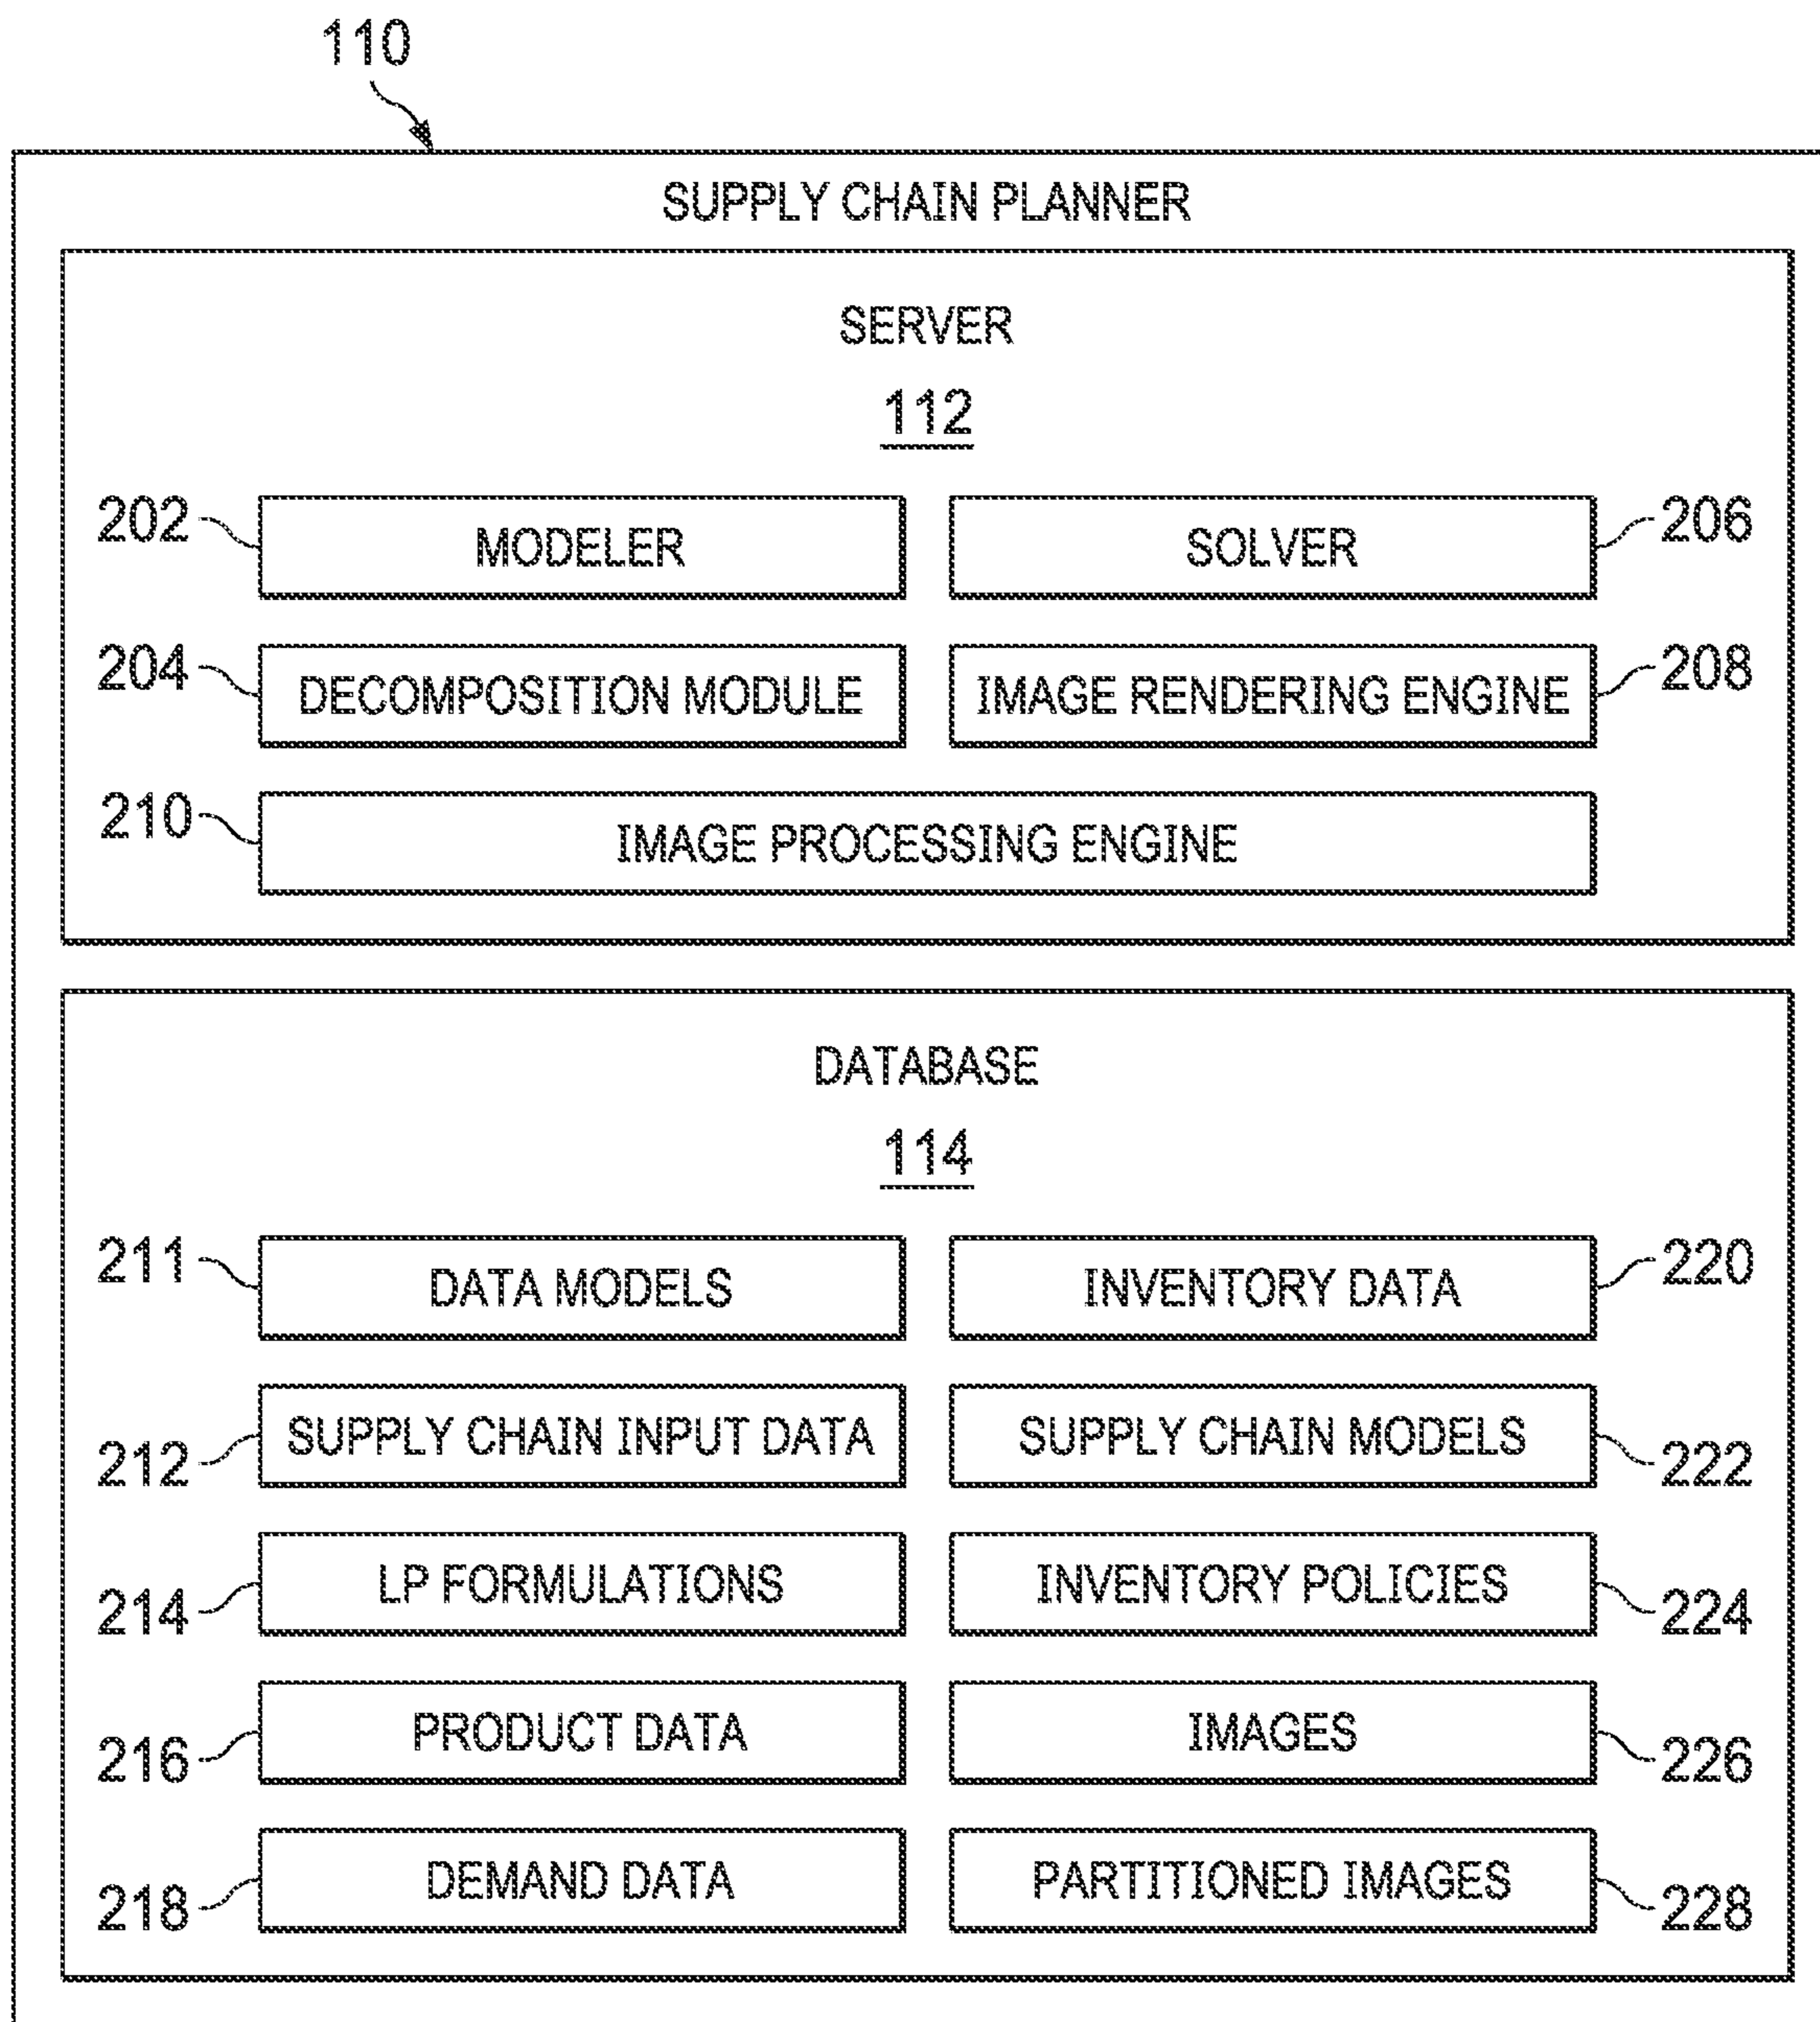 110
SUPPLY CHAIN PLANNER
SERVER
112
202 MODELER SOLVER 206
204 DECOMPOSITION MODULE IMAGE RENDERING ENGINE 208
210 IMAGE PROCESSING ENGINE
DATABASE
114
211 DATA MODELS INVENTORY DATA 220
212 SUPPLY CHAIN INPUT DATA SUPPLY CHAIN MODELS 222
214 LP FORMULATIONS INVENTORY POLICIES 224
216 PRODUCT DATA IMAGES 226
218 DEMAND DATA PARTITIONED IMAGES 228